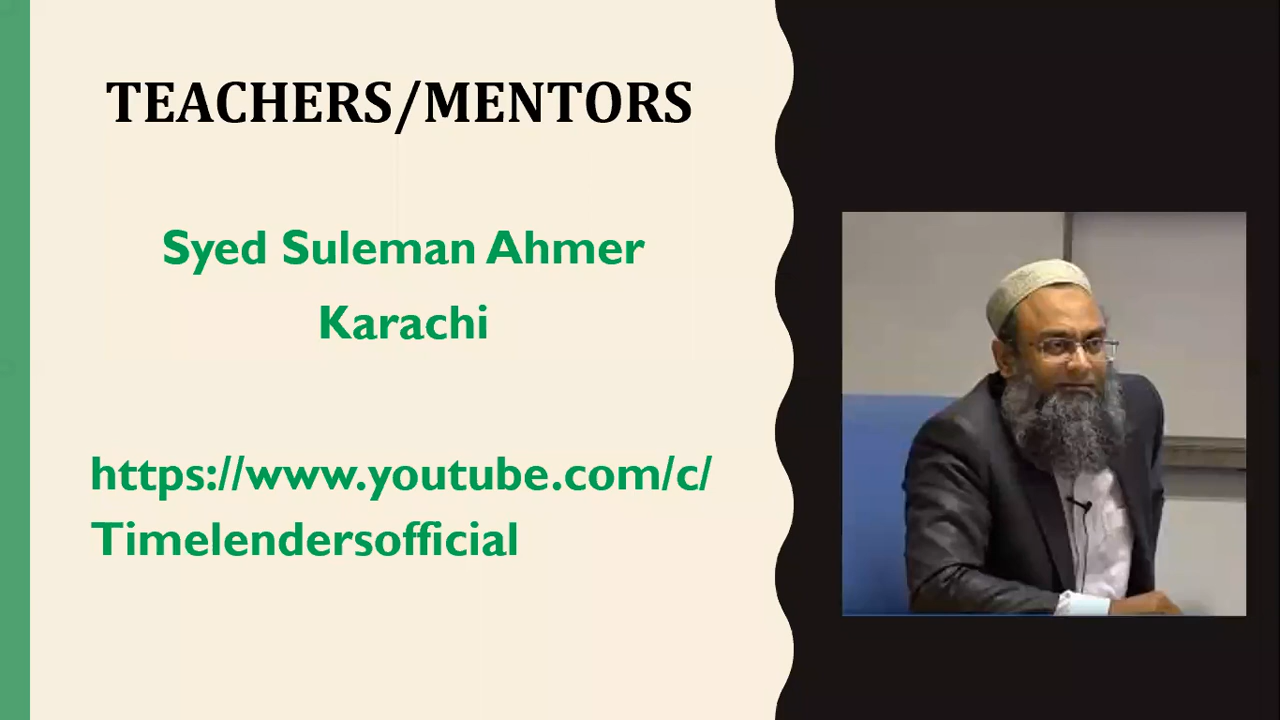 TEACHERS/MENTORS
Syed Suleman Ahmer
Karachi
https://www.youtube.com/c/
Timelendersofficial